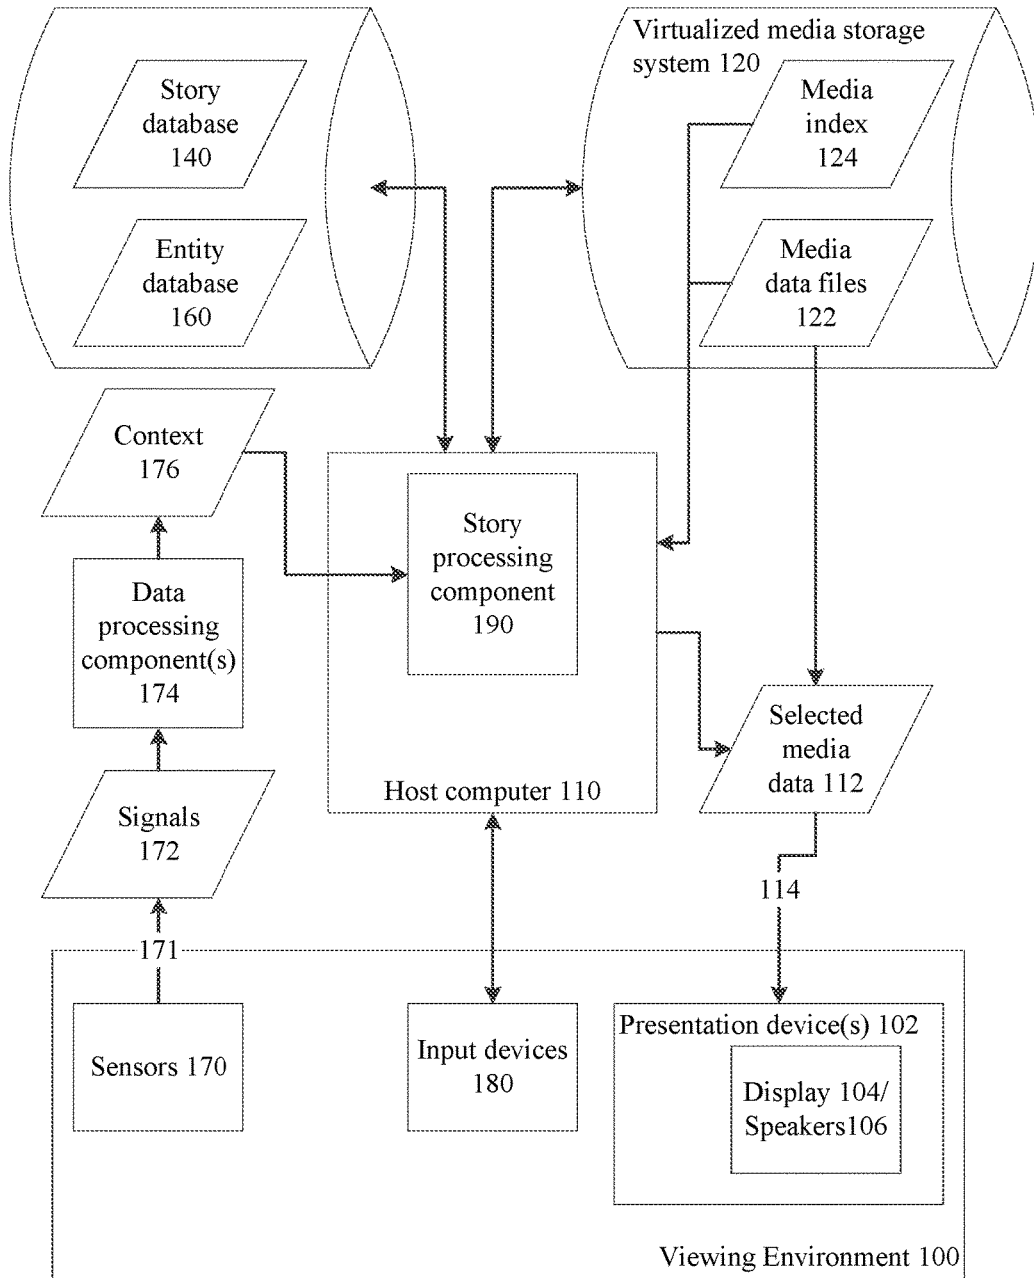 Story
database
140
Entity
database
160
Virtualized media storage
system 120
Media
index
124
Media
data files
122
Context
176
Data
processing
component(s)
174
Signals
172
171
Story
processing
component
190
Host computer 110
Selected
media
data 112
114
Sensors 170
Input devices
180
Presentation device(s) 102
Display 104/
Speakers106
Viewing Environment 100